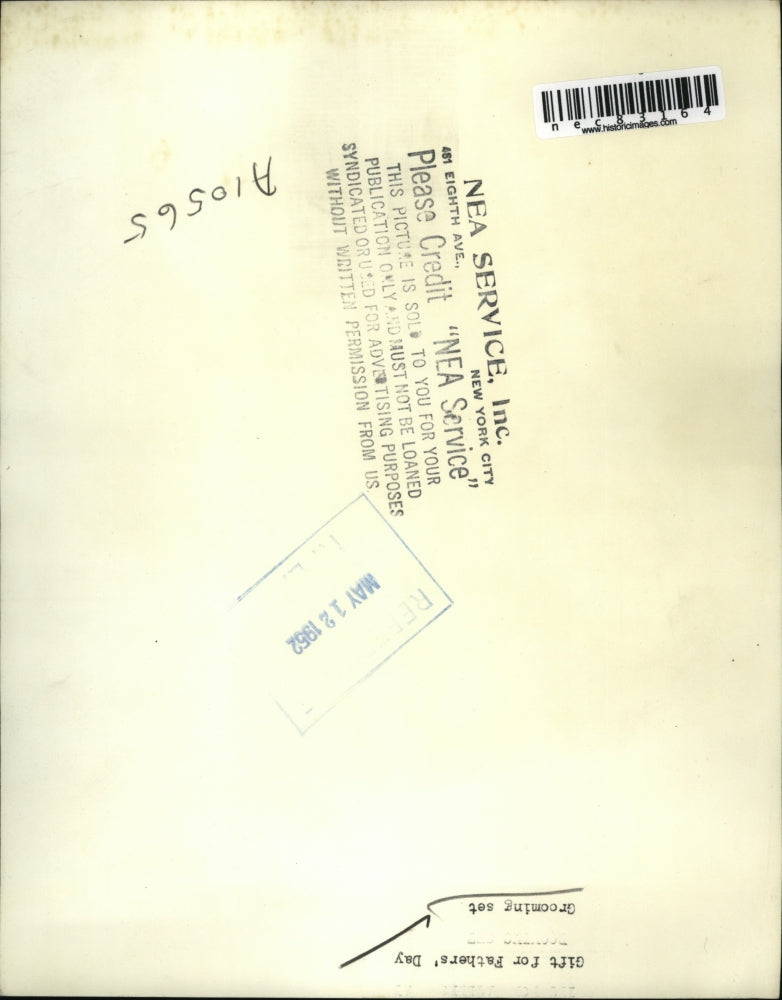 nec83164
www.historicimages.com
A10565
NEA SERVICE, Inc.
461 EIGHTH AVE., NEW YORK CITY
Please Credit "NEA Service"
THIS PICTURE IS SOLD TO YOU FOR YOUR
PUBLICATION ONLY AND MUST NOT BE LOANED
SYNDICATED OR USED FOR ADVERTISING PURPOSES
WITHOUT WRITTEN PERMISSION FROM US.
MAY 12 1952
Gift for Fathers' Day
Grooming set